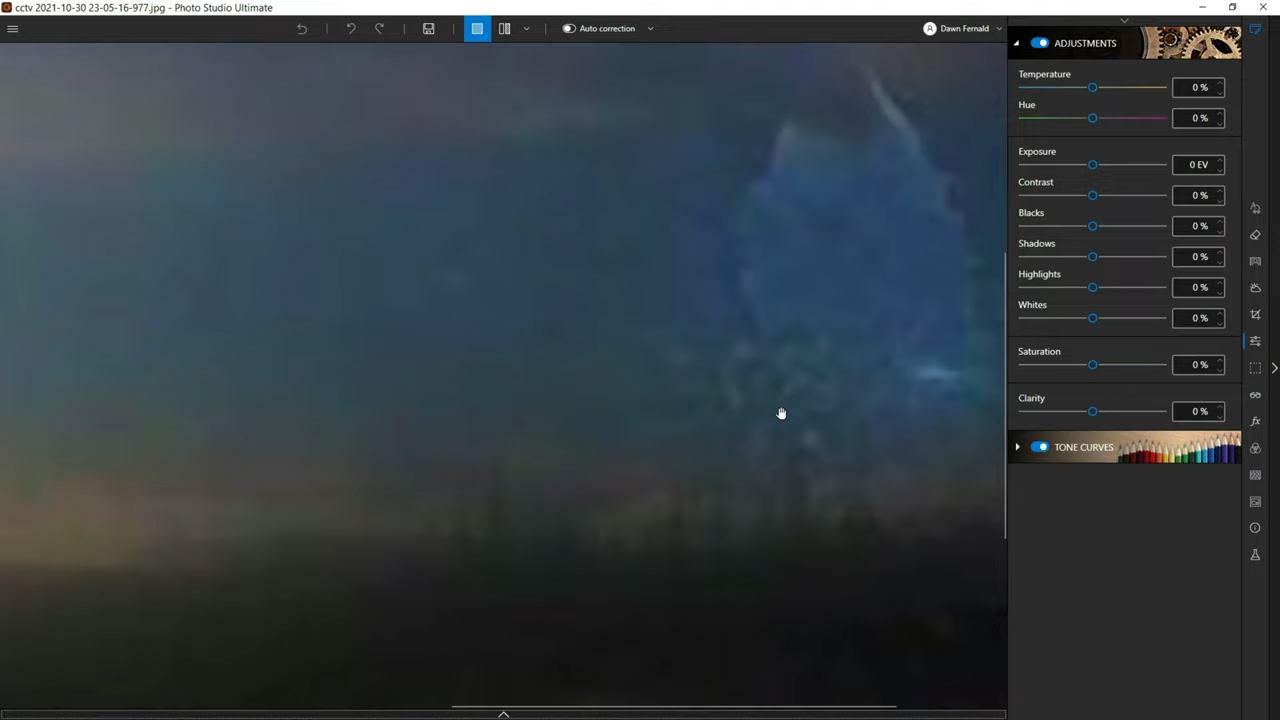 cctv 2021-10-30 23-05-16-977.jpg - Photo Studio Ultimate
Auto correction
Dawn Fernald
ADJUSTMENTS
Temperature
0 %
Hue
0 %
Exposure
0 EV
Contrast
0 %
Blacks
0 %
Shadows
0 %
Highlights
0 %
Whites
0 %
Saturation
0 %
Clarity
0 %
TONE CURVES
fx